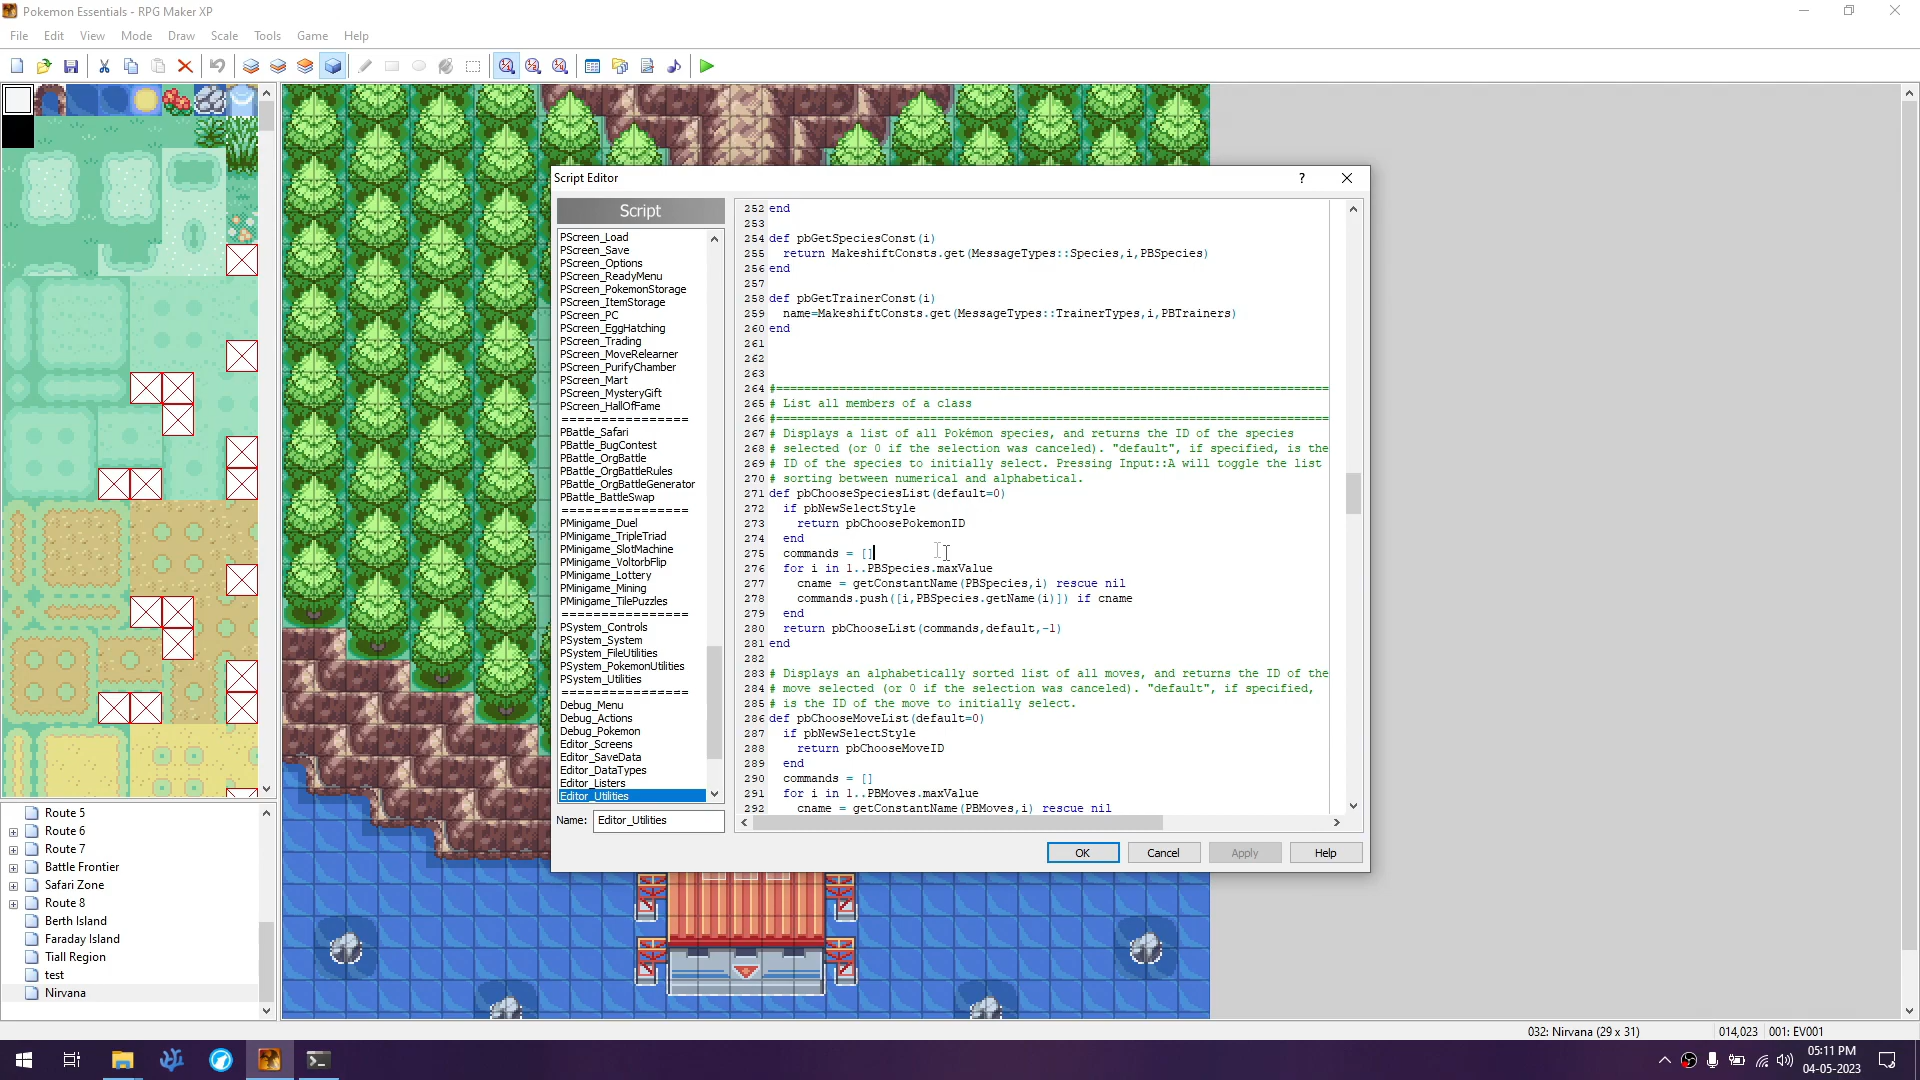 Pokemon Essentials - RPG Maker XP
File Edit View Mode Draw Scale Tools Game Help
Script Editor
?
Script
PScreen_Load
PScreen_Save
PScreen_Options
PScreen_ReadyMenu
PScreen_PokemonStorage
PScreen_ItemStorage
PScreen_PC
PScreen_EggHatching
PScreen_Trading
PScreen_MoveRelearner
PScreen_PurifyChamber
PScreen_Mart
PScreen_MysteryGift
PScreen_HallOfFame
================
PBattle_Safari
PBattle_BugContest
PBattle_OrgBattle
PBattle_OrgBattleRules
PBattle_OrgBattleGenerator
PBattle_BattleSwap
================
PMinigame_Duel
PMinigame_TripleTriad
PMinigame_SlotMachine
PMinigame_VoltorbFlip
PMinigame_Lottery
PMinigame_Mining
PMinigame_TilePuzzles
================
PSystem_Controls
PSystem_System
PSystem_FileUtilities
PSystem_PokemonUtilities
PSystem_Utilities
================
Debug_Menu
Debug_Actions
Debug_Pokemon
Editor_Screens
Editor_SaveData
Editor_DataTypes
Editor_Listers
Editor_Utilities
Name: Editor_Utilities
252 end
253
254 def pbGetSpeciesConst(i)
255 return MakeshiftConsts.get(MessageTypes::Species,i,PBSpecies)
256 end
257
258 def pbGetTrainerConst(i)
259 name=MakeshiftConsts.get(MessageTypes::TrainerTypes,i,PBTrainers)
260 end
261
262
263
264 #===============================================================================
265 # List all members of a class
266 #===============================================================================
267 # Displays a list of all Pokémon species, and returns the ID of the species
268 # selected (or 0 if the selection was canceled). "default", if specified, is the
269 # ID of the species to initially select. Pressing Input::A will toggle the list
270 # sorting between numerical and alphabetical.
271 def pbChooseSpeciesList(default=0)
272 if pbNewSelectStyle
273 return pbChoosePokemonID
274 end
275 commands = []
276 for i in 1..PBSpecies.maxValue
277 cname = getConstantName(PBSpecies,i) rescue nil
278 commands.push([i,PBSpecies.getName(i)]) if cname
279 end
280 return pbChooseList(commands,default,-1)
281 end
282
283 # Displays an alphabetically sorted list of all moves, and returns the ID of the
284 # move selected (or 0 if the selection was canceled). "default", if specified,
285 # is the ID of the move to initially select.
286 def pbChooseMoveList(default=0)
287 if pbNewSelectStyle
288 return pbChooseMoveID
289 end
290 commands = []
291 for i in 1..PBMoves.maxValue
292 cname = getConstantName(PBMoves,i) rescue nil
OK Cancel Apply Help
Route 5
Route 6
Route 7
Battle Frontier
Safari Zone
Route 8
Berth Island
Faraday Island
Tiall Region
test
Nirvana
032: Nirvana (29 x 31) 014,023 001: EV001
05:11 PM
04-05-2023